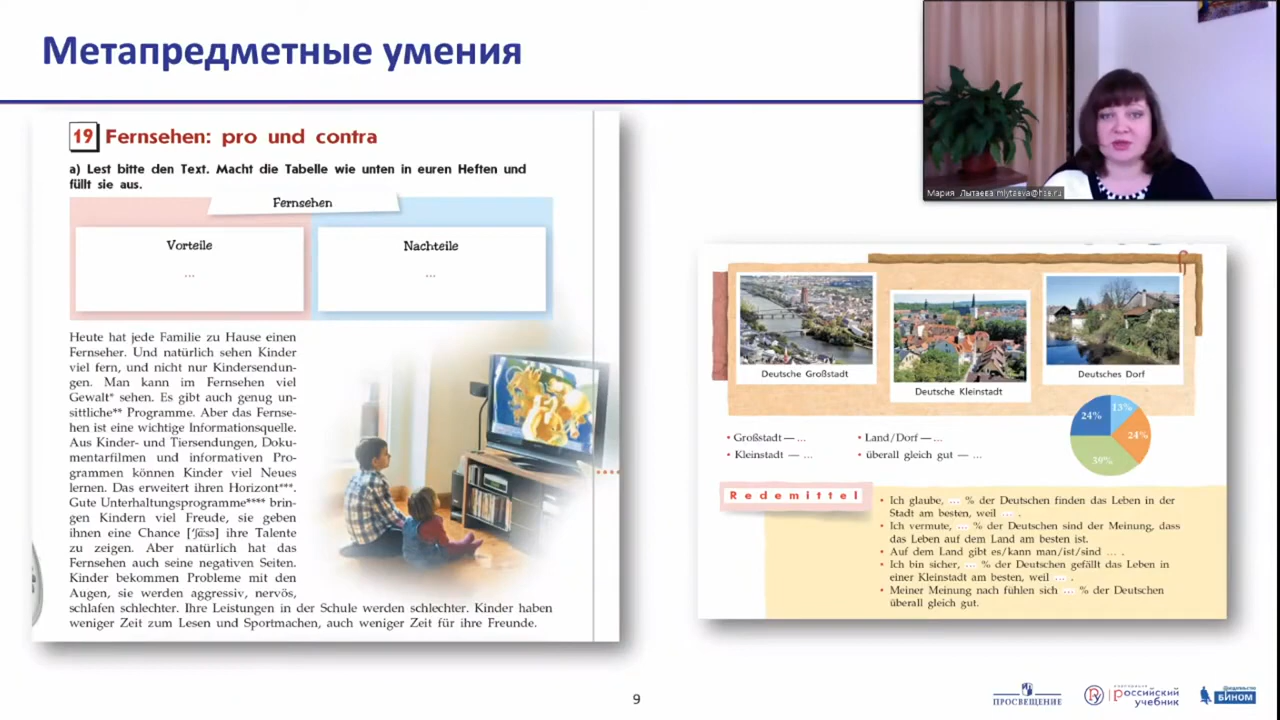 Метапредметные умения
Мария Лытаева mlytaeva@hse.ru
19 Fernsehen: pro und contra
a) Lest bitte den Text. Macht die Tabelle wie unten in euren Heften und
füllt sie aus.
Fernsehen
Vorteile
...
Nachteile
...
Heute hat jede Familie zu Hause einen
Fernseher. Und natürlich sehen Kinder
viel fern, und nicht nur Kindersendun-
gen. Man kann im Fernsehen viel
Gewalt* sehen. Es gibt auch genug un-
sittliche** Programme. Aber das Fernse-
hen ist eine wichtige Informationsquelle.
Aus Kinder- und Tiersendungen, Doku-
mentarfilmen und informativen Pro-
grammen können Kinder viel Neues
lernen. Das erweitert ihren Horizont***.
Gute Unterhaltungsprogramme**** brin-
gen Kindern viel Freude, sie geben
ihnen eine Chance [ˈʃãsə] ihre Talente
zu zeigen. Aber natürlich hat das
Fernsehen auch seine negativen Seiten.
Kinder bekommen Probleme mit den
Augen, sie werden aggressiv, nervös,
schlafen schlechter. Ihre Leistungen in der Schule werden schlechter. Kinder haben
weniger Zeit zum Lesen und Sportmachen, auch weniger Zeit für ihre Freunde.
Deutsche Großstadt
Deutsche Kleinstadt
Deutsches Dorf
• Großstadt — ...
• Kleinstadt — ...
• Land/Dorf — ...
• überall gleich gut — ...
24%
13%
24%
39%
Redemittel
• Ich glaube, ... % der Deutschen finden das Leben in der
Stadt am besten, weil ... .
• Ich vermute, ... % der Deutschen sind der Meinung, dass
das Leben auf dem Land am besten ist.
• Auf dem Land gibt es/kann man/ist/sind ... .
• Ich bin sicher, ... % der Deutschen gefällt das Leben in
einer Kleinstadt am besten, weil ... .
• Meiner Meinung nach fühlen sich ... % der Deutschen
überall gleich gut.
9
ПРОСВЕЩЕНИЕ
российский
учебник
БИНОМ